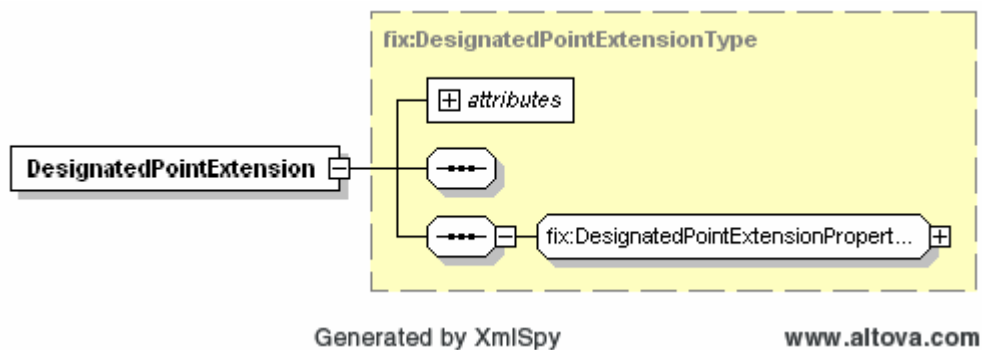 fix:DesignatedPointExtensionType
attributes
DesignatedPointExtension
fix:DesignatedPointExtensionPropert...
Generated by XmlSpy
www.altova.com